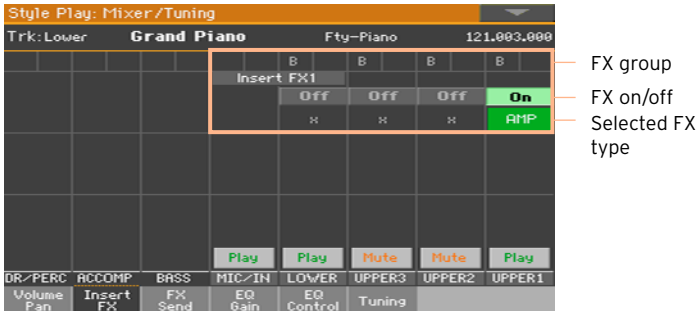 Style Play: Mixer/Tuning
Trk:Lower Grand Piano Fty-Piano 121.003.000
B B B B
FX group
Insert FX1
Off Off Off On
FX on/off
x x x AMP
Selected FX
type
Play Play Mute Mute Play
DR/PERC ACCOMP BASS MIC/IN LOWER UPPER3 UPPER2 UPPER1
Volume Pan Insert FX FX Send EQ Gain EQ Control Tuning